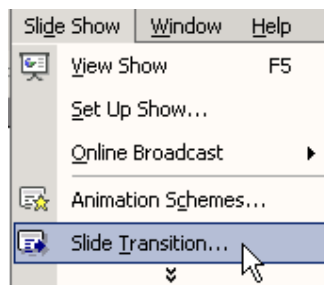 Slide Show Window Help
View Show F5
Set Up Show...
Online Broadcast
Animation Schemes...
Slide Transition...